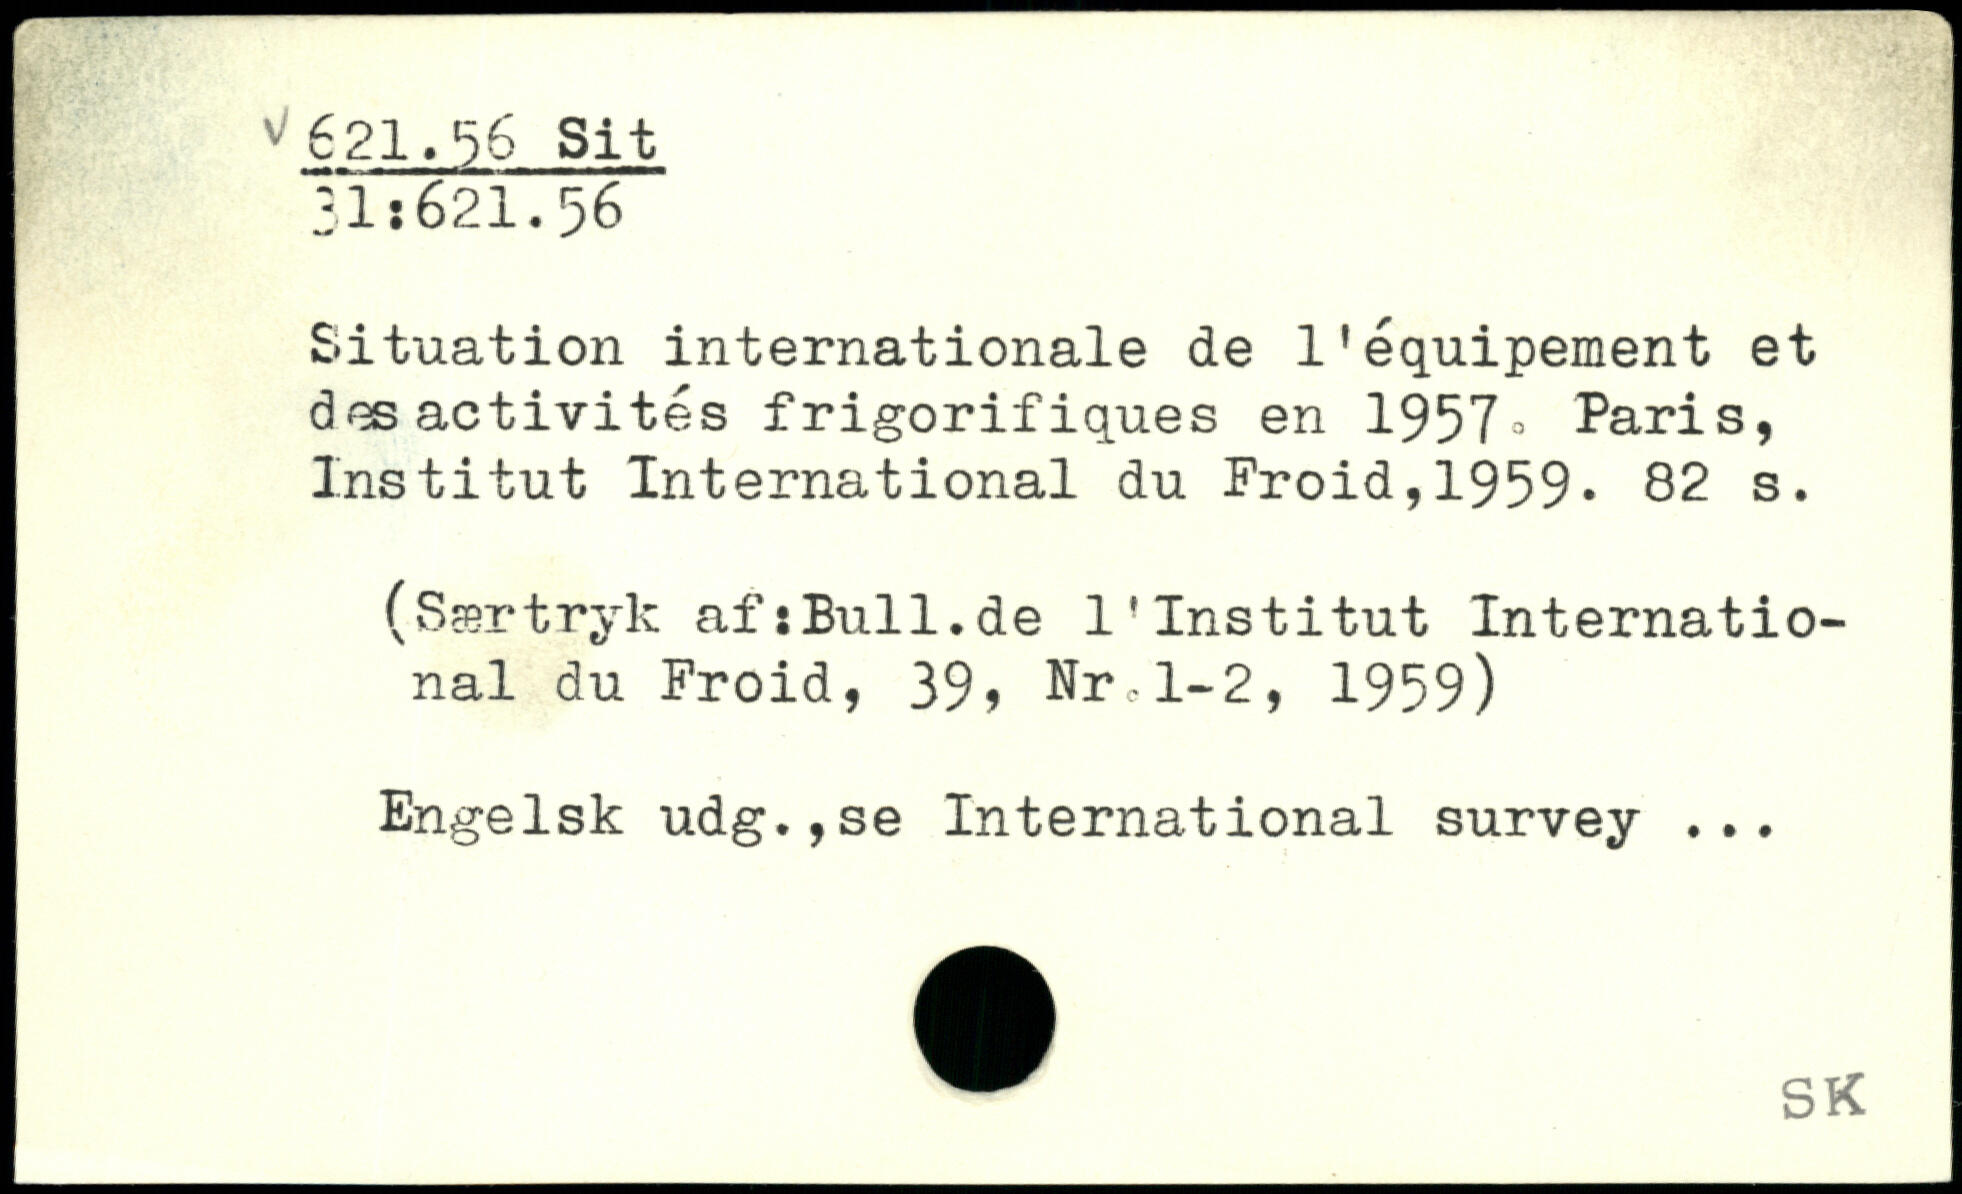 ✓ 621.56 Sit
31:621.56
Situation internationale de l'équipement et
des activités frigorifiques en 1957. Paris,
Institut International du Froid,1959. 82 s.
(Særtryk af:Bull.de l'Institut Internatio-
nal du Froid, 39, Nr.1-2, 1959)
Engelsk udg.,se International survey ...
SK